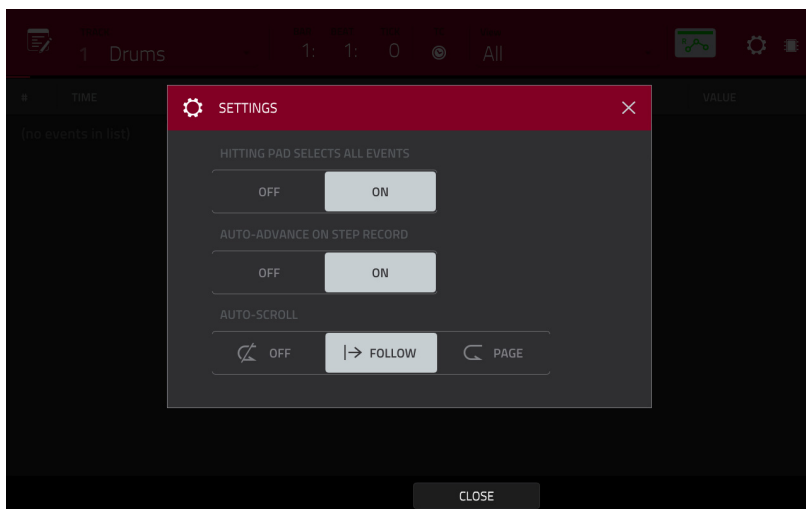 1 Drums 1: 1: 0 All
# TIME VALUE
(no events in list)
SETTINGS
HITTING PAD SELECTS ALL EVENTS
OFF ON
AUTO-ADVANCE ON STEP RECORD
OFF ON
AUTO-SCROLL
OFF FOLLOW PAGE
CLOSE